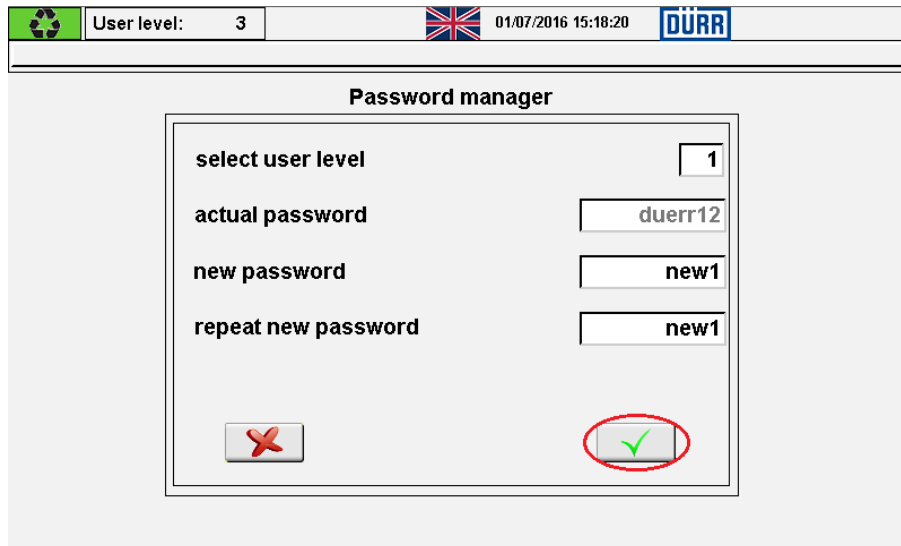 User level: 3 01/07/2016 15:18:20 DÜRR
Password manager
select user level 1
actual password duerr12
new password new1
repeat new password new1